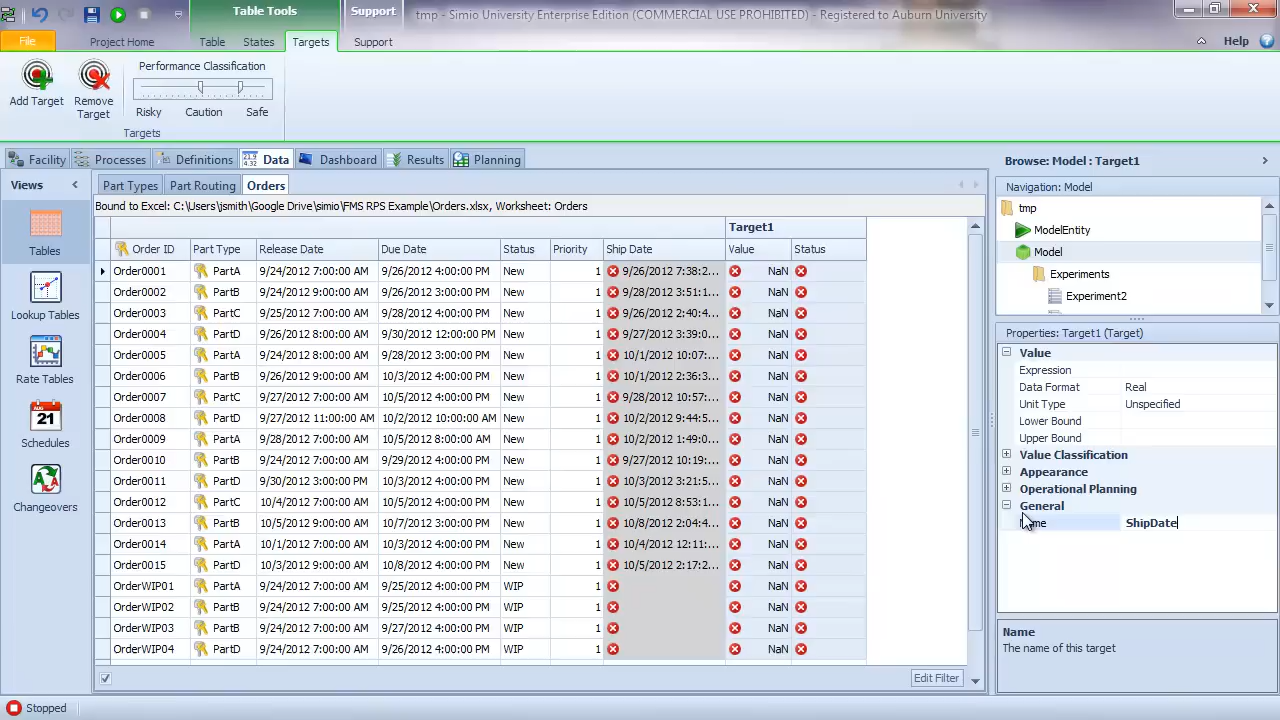 Table Tools
Support
tmp - Simio University Enterprise Edition (COMMERCIAL USE PROHIBITED) - Registered to Auburn University
File
Project Home
Table
States
Targets
Support
Help
Add Target
Remove Target
Performance Classification
Risky Caution Safe
Targets
Facility
Processes
Definitions
Data
Dashboard
Results
Planning
Views
Tables
Lookup Tables
Rate Tables
AUG 21
Schedules
Changeovers
Part Types
Part Routing
Orders
Bound to Excel: C:\Users\jsmith\Google Drive\simio\FMS RPS Example\Orders.xlsx, Worksheet: Orders
Target1
Order ID Part Type Release Date Due Date Status Priority Ship Date Value Status
Order0001 PartA 9/24/2012 7:00:00 AM 9/26/2012 4:00:00 PM New 1 9/26/2012 7:38:2... NaN
Order0002 PartB 9/24/2012 9:00:00 AM 9/26/2012 3:00:00 PM New 1 9/28/2012 3:51:1... NaN
Order0003 PartC 9/25/2012 7:00:00 AM 9/28/2012 4:00:00 PM New 1 9/26/2012 2:40:4... NaN
Order0004 PartD 9/26/2012 8:00:00 AM 9/30/2012 12:00:00 PM New 1 9/27/2012 3:39:0... NaN
Order0005 PartA 9/24/2012 8:00:00 AM 9/28/2012 3:00:00 PM New 1 10/1/2012 10:07:... NaN
Order0006 PartB 9/26/2012 9:00:00 AM 10/3/2012 4:00:00 PM New 1 10/1/2012 2:36:3... NaN
Order0007 PartC 9/27/2012 7:00:00 AM 10/5/2012 4:00:00 PM New 1 9/28/2012 10:57:... NaN
Order0008 PartD 9/27/2012 11:00:00 AM 10/2/2012 10:00:00 AM New 1 10/2/2012 9:44:5... NaN
Order0009 PartA 9/28/2012 7:00:00 AM 10/5/2012 8:00:00 AM New 1 10/2/2012 1:49:0... NaN
Order0010 PartB 9/24/2012 7:00:00 AM 9/29/2012 4:00:00 PM New 1 9/27/2012 10:19:... NaN
Order0011 PartD 9/30/2012 3:00:00 PM 10/6/2012 4:00:00 PM New 1 10/3/2012 3:21:5... NaN
Order0012 PartC 10/4/2012 7:00:00 AM 10/5/2012 4:00:00 PM New 1 10/5/2012 8:53:1... NaN
Order0013 PartB 10/5/2012 9:00:00 AM 10/7/2012 3:00:00 PM New 1 10/8/2012 2:04:4... NaN
Order0014 PartA 10/1/2012 7:00:00 AM 10/7/2012 4:00:00 PM New 1 10/4/2012 12:11:... NaN
Order0015 PartD 10/3/2012 9:00:00 AM 10/8/2012 4:00:00 PM New 1 10/5/2012 2:17:2... NaN
OrderWIP01 PartA 9/24/2012 7:00:00 AM 9/25/2012 4:00:00 PM WIP 1 NaN
OrderWIP02 PartB 9/24/2012 7:00:00 AM 9/25/2012 4:00:00 PM WIP 1 NaN
OrderWIP03 PartB 9/24/2012 7:00:00 AM 9/27/2012 4:00:00 PM WIP 1 NaN
OrderWIP04 PartD 9/24/2012 7:00:00 AM 9/26/2012 4:00:00 PM WIP 1 NaN
Edit Filter
Browse: Model : Target1
Navigation: Model
tmp
ModelEntity
Model
Experiments
Experiment2
Properties: Target1 (Target)
Value
Expression
Data Format Real
Unit Type Unspecified
Lower Bound
Upper Bound
Value Classification
Appearance
Operational Planning
General
Name ShipDate
Name
The name of this target
Stopped